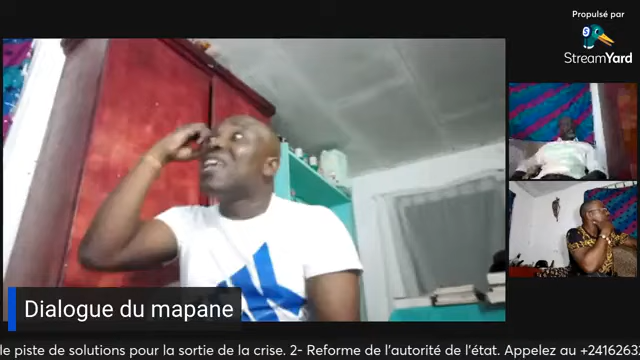 Propulsé par
StreamYard
Dialogue du mapane
le piste de solutions pour la sortie de la crise. 2- Reforme de l'autorité de l'état. Appelez au +2416263